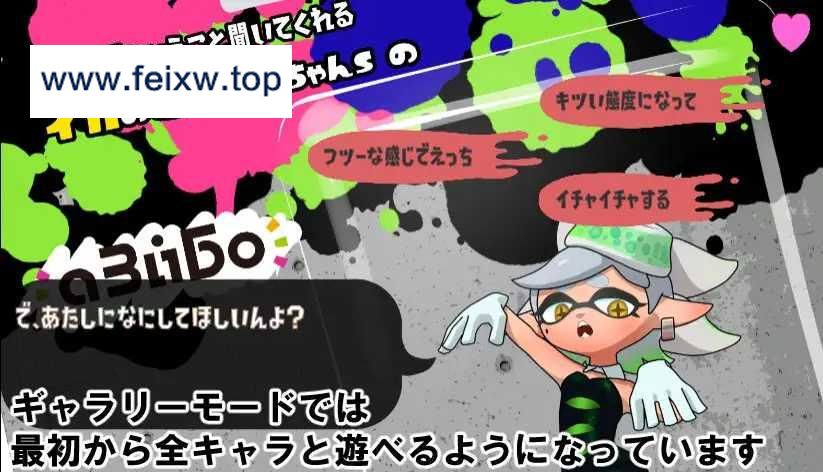 こと聞いてくれる
ちゃんs の
www.feixw.top
キツい態度になって
フツーな感じでえっち
イチャイチャする
aзιiбo
で、あたしになにしてほしいんよ?
ギャラリーモードでは
最初から全キャラと遊べるようになっています